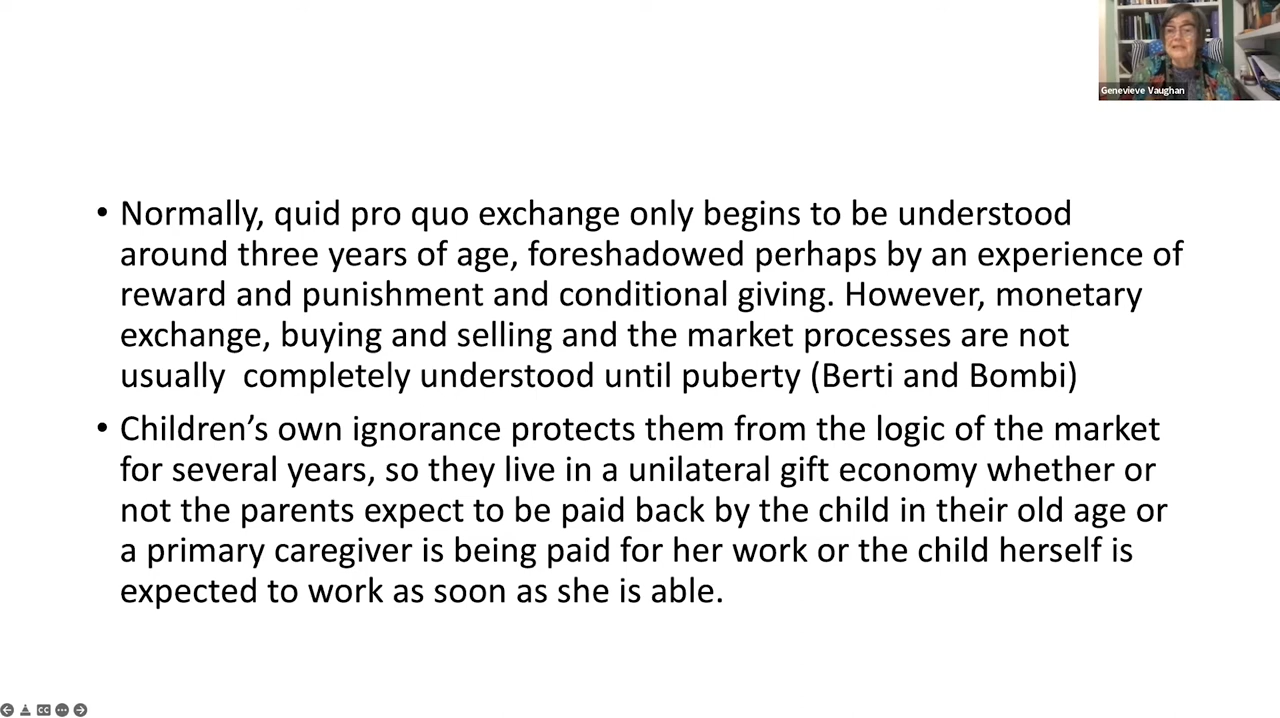 Genevieve Vaughan
• Normally, quid pro quo exchange only begins to be understood
around three years of age, foreshadowed perhaps by an experience of
reward and punishment and conditional giving. However, monetary
exchange, buying and selling and the market processes are not
usually  completely understood until puberty (Berti and Bombi)
• Children’s own ignorance protects them from the logic of the market
for several years, so they live in a unilateral gift economy whether or
not the parents expect to be paid back by the child in their old age or
a primary caregiver is being paid for her work or the child herself is
expected to work as soon as she is able.
CC